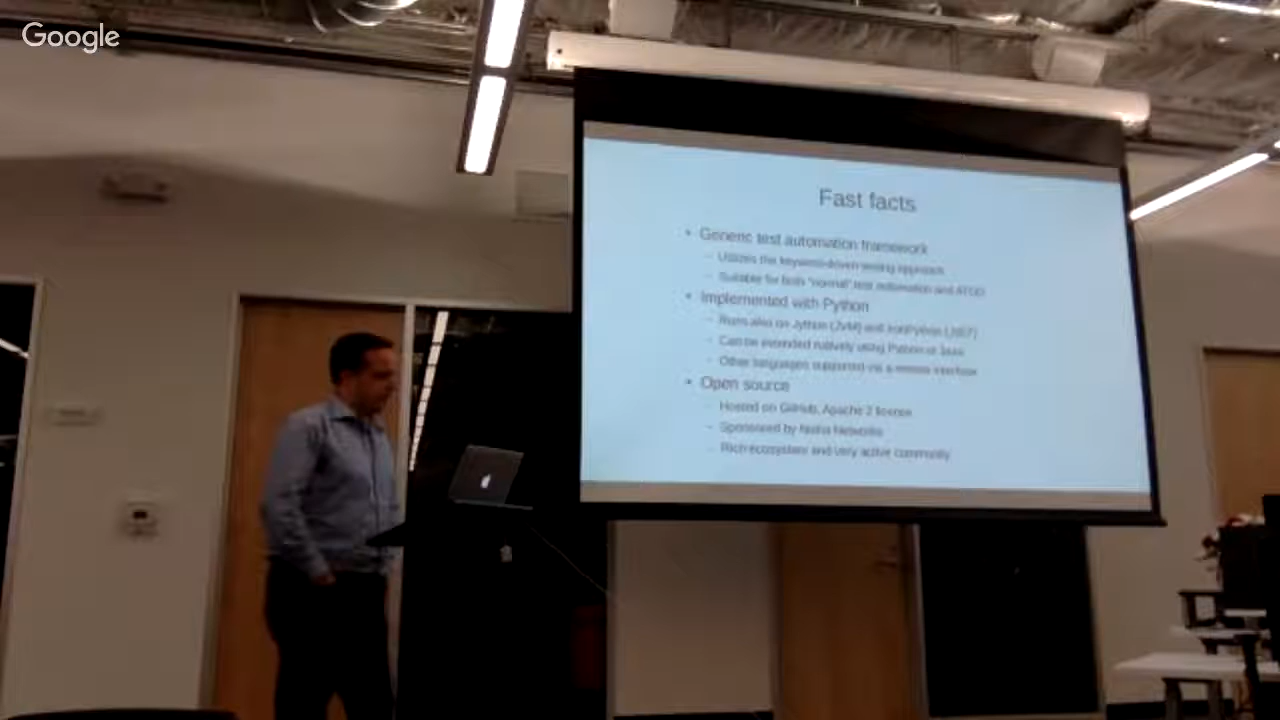 Google
Fast facts
• Generic test automation framework
– Utilizes the keyword-driven testing approach
– Suitable for both "normal" test automation and ATDD
• Implemented with Python
– Runs also on Jython (JVM) and IronPython (.NET)
– Can be extended natively using Python or Java
– Other languages supported via a remote interface
• Open source
– Hosted on GitHub, Apache 2 license
– Sponsored by Nokia Networks
– Rich ecosystem and very active community